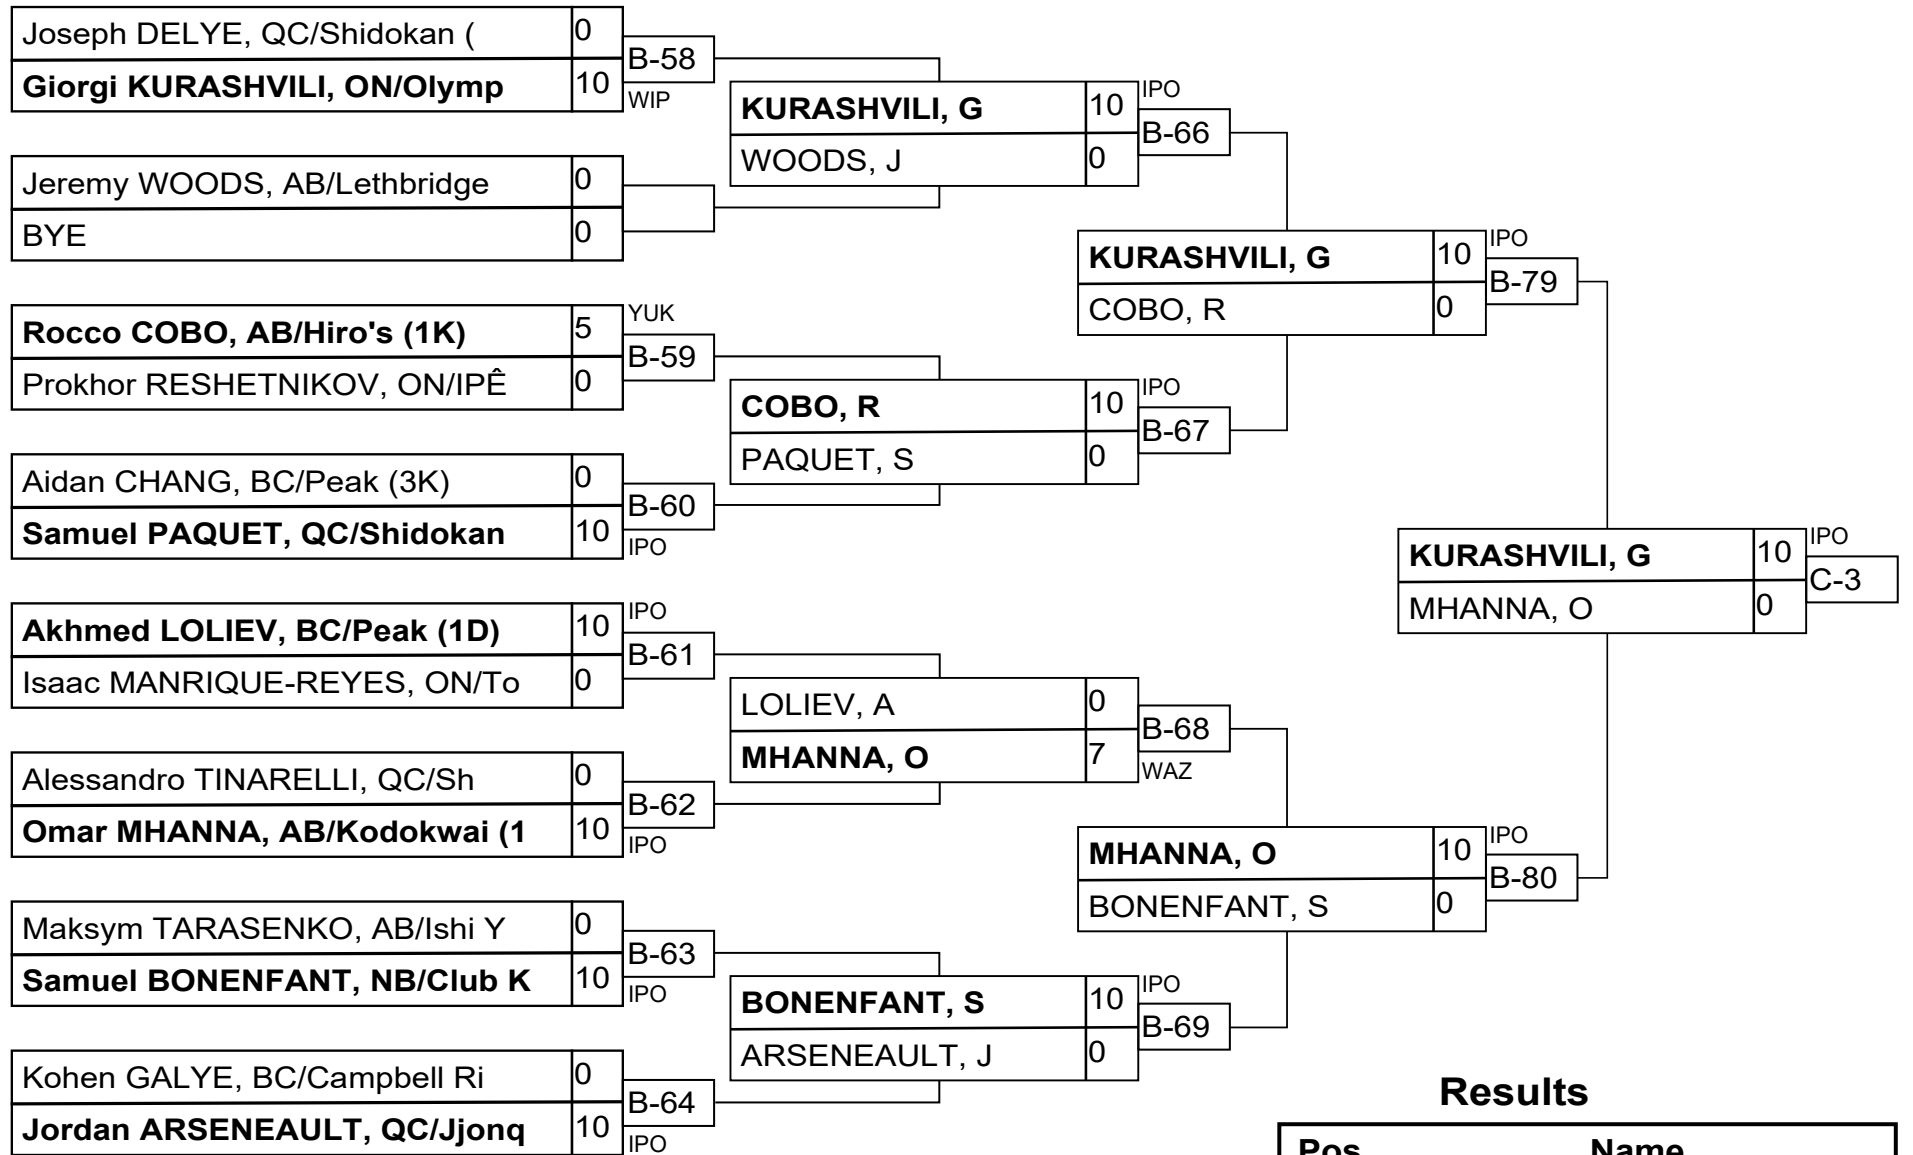 Joseph DELYE, QC/Shidokan ( 0
B-58
Giorgi KURASHVILI, ON/Olymp 10
WIP
Jeremy WOODS, AB/Lethbridge 0
BYE 0
Rocco COBO, AB/Hiro's (1K) 5
YUK
B-59
Prokhor RESHETNIKOV, ON/IPÊ 0
Aidan CHANG, BC/Peak (3K) 0
B-60
Samuel PAQUET, QC/Shidokan 10
IPO
Akhmed LOLIEV, BC/Peak (1D) 10
IPO
B-61
Isaac MANRIQUE-REYES, ON/To 0
Alessandro TINARELLI, QC/Sh 0
B-62
Omar MHANNA, AB/Kodokwai (1 10
IPO
Maksym TARASENKO, AB/Ishi Y 0
B-63
Samuel BONENFANT, NB/Club K 10
IPO
Kohen GALYE, BC/Campbell Ri 0
B-64
Jordan ARSENEAULT, QC/Jjonq 10
IPO
KURASHVILI, G 10
IPO
B-66
WOODS, J 0
COBO, R 10
IPO
B-67
PAQUET, S 0
LOLIEV, A 0
B-68
MHANNA, O 7
WAZ
BONENFANT, S 10
IPO
B-69
ARSENEAULT, J 0
KURASHVILI, G 10
IPO
B-79
COBO, R 0
MHANNA, O 10
IPO
B-80
BONENFANT, S 0
KURASHVILI, G 10
IPO
C-3
MHANNA, O 0
Results
Pos Name